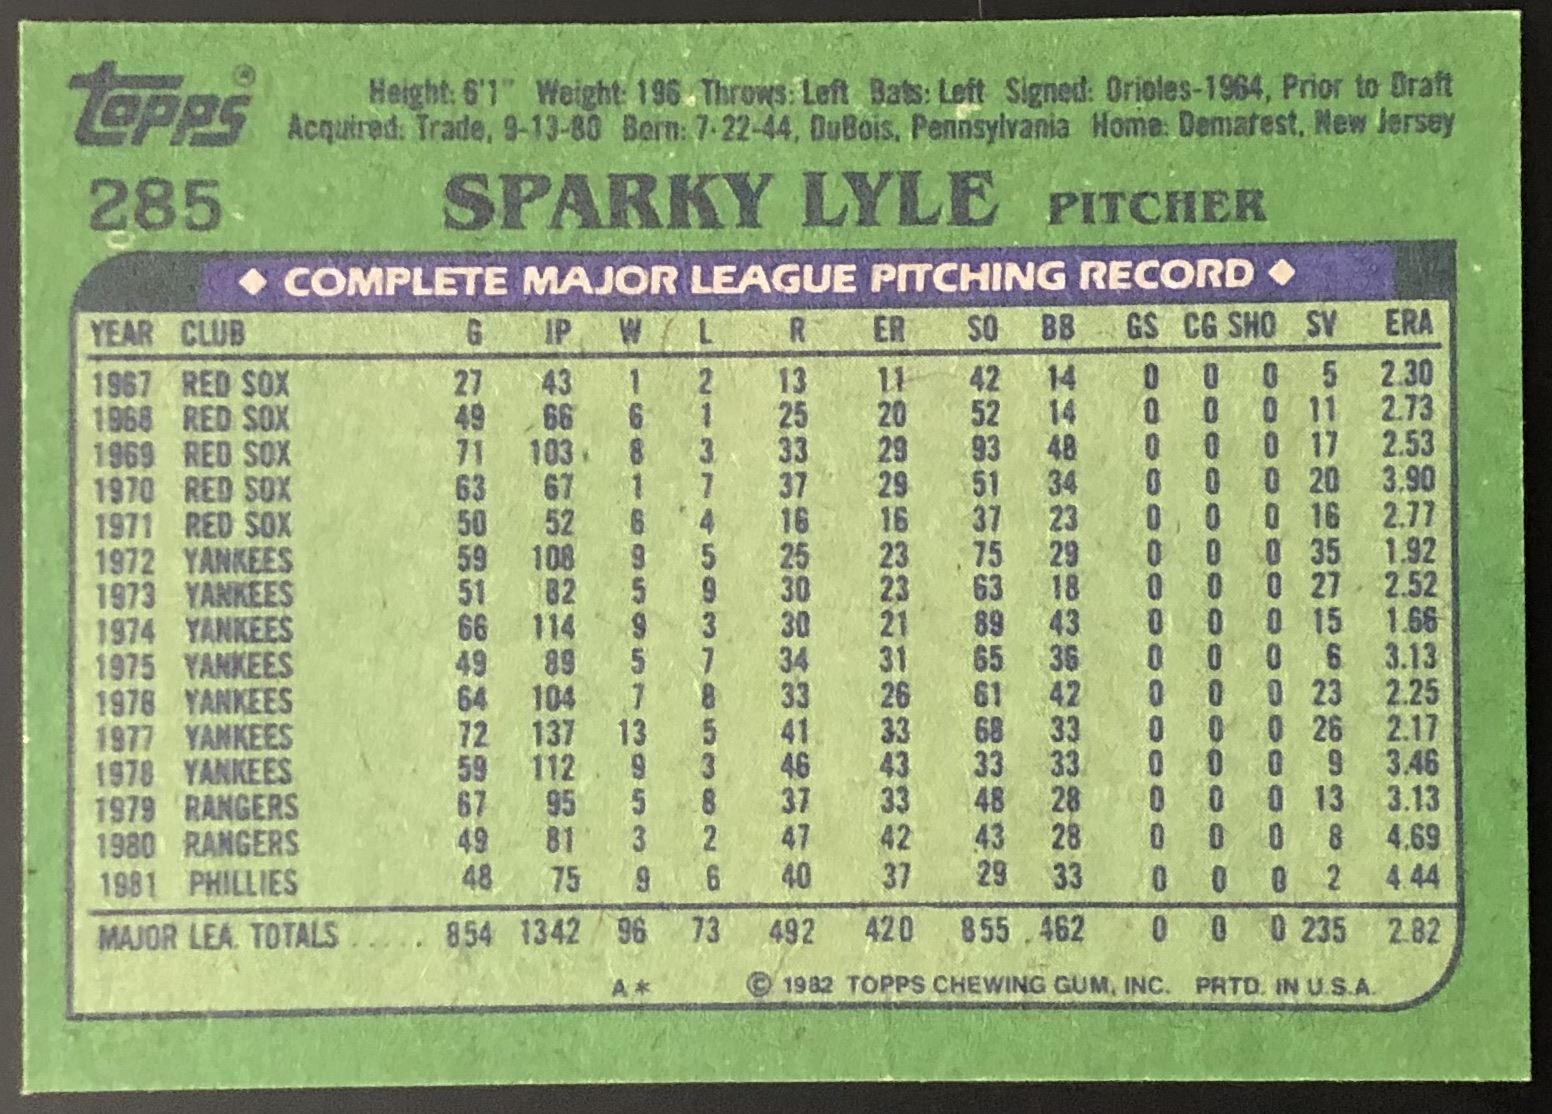 Topps®
Height: 6'1" Weight: 196 Throws: Left Bats: Left Signed: Orioles-1964, Prior to Draft
Acquired: Trade, 9-13-80 Born: 7-22-44, DuBois, Pennsylvania Home: Demarest, New Jersey
285 SPARKY LYLE PITCHER
◆ COMPLETE MAJOR LEAGUE PITCHING RECORD ◆
YEAR CLUB G IP W L R ER SO BB GS CG SHO SV ERA
1967 RED SOX 27 43 1 2 13 11 42 14 0 0 0 5 2.30
1968 RED SOX 49 66 6 1 25 20 52 14 0 0 0 11 2.73
1969 RED SOX 71 103 8 3 33 29 93 48 0 0 0 17 2.53
1970 RED SOX 63 67 1 7 37 29 51 34 0 0 0 20 3.90
1971 RED SOX 50 52 6 4 16 16 37 23 0 0 0 16 2.77
1972 YANKEES 59 108 9 5 25 23 75 29 0 0 0 35 1.92
1973 YANKEES 51 82 5 9 30 23 63 18 0 0 0 27 2.52
1974 YANKEES 66 114 9 3 30 21 89 43 0 0 0 15 1.66
1975 YANKEES 49 89 5 7 34 31 65 36 0 0 0 6 3.13
1976 YANKEES 64 104 7 8 33 26 61 42 0 0 0 23 2.25
1977 YANKEES 72 137 13 5 41 33 68 33 0 0 0 26 2.17
1978 YANKEES 59 112 9 3 46 43 33 33 0 0 0 9 3.46
1979 RANGERS 67 95 5 8 37 33 48 28 0 0 0 13 3.13
1980 RANGERS 49 81 3 2 47 42 43 28 0 0 0 8 4.69
1981 PHILLIES 48 75 9 6 40 37 29 33 0 0 0 2 4.44
MAJOR LEA. TOTALS ..... 854 1342 96 73 492 420 855 462 0 0 0 235 2.82
A* © 1982 TOPPS CHEWING GUM, INC. PRTD. IN U.S.A.